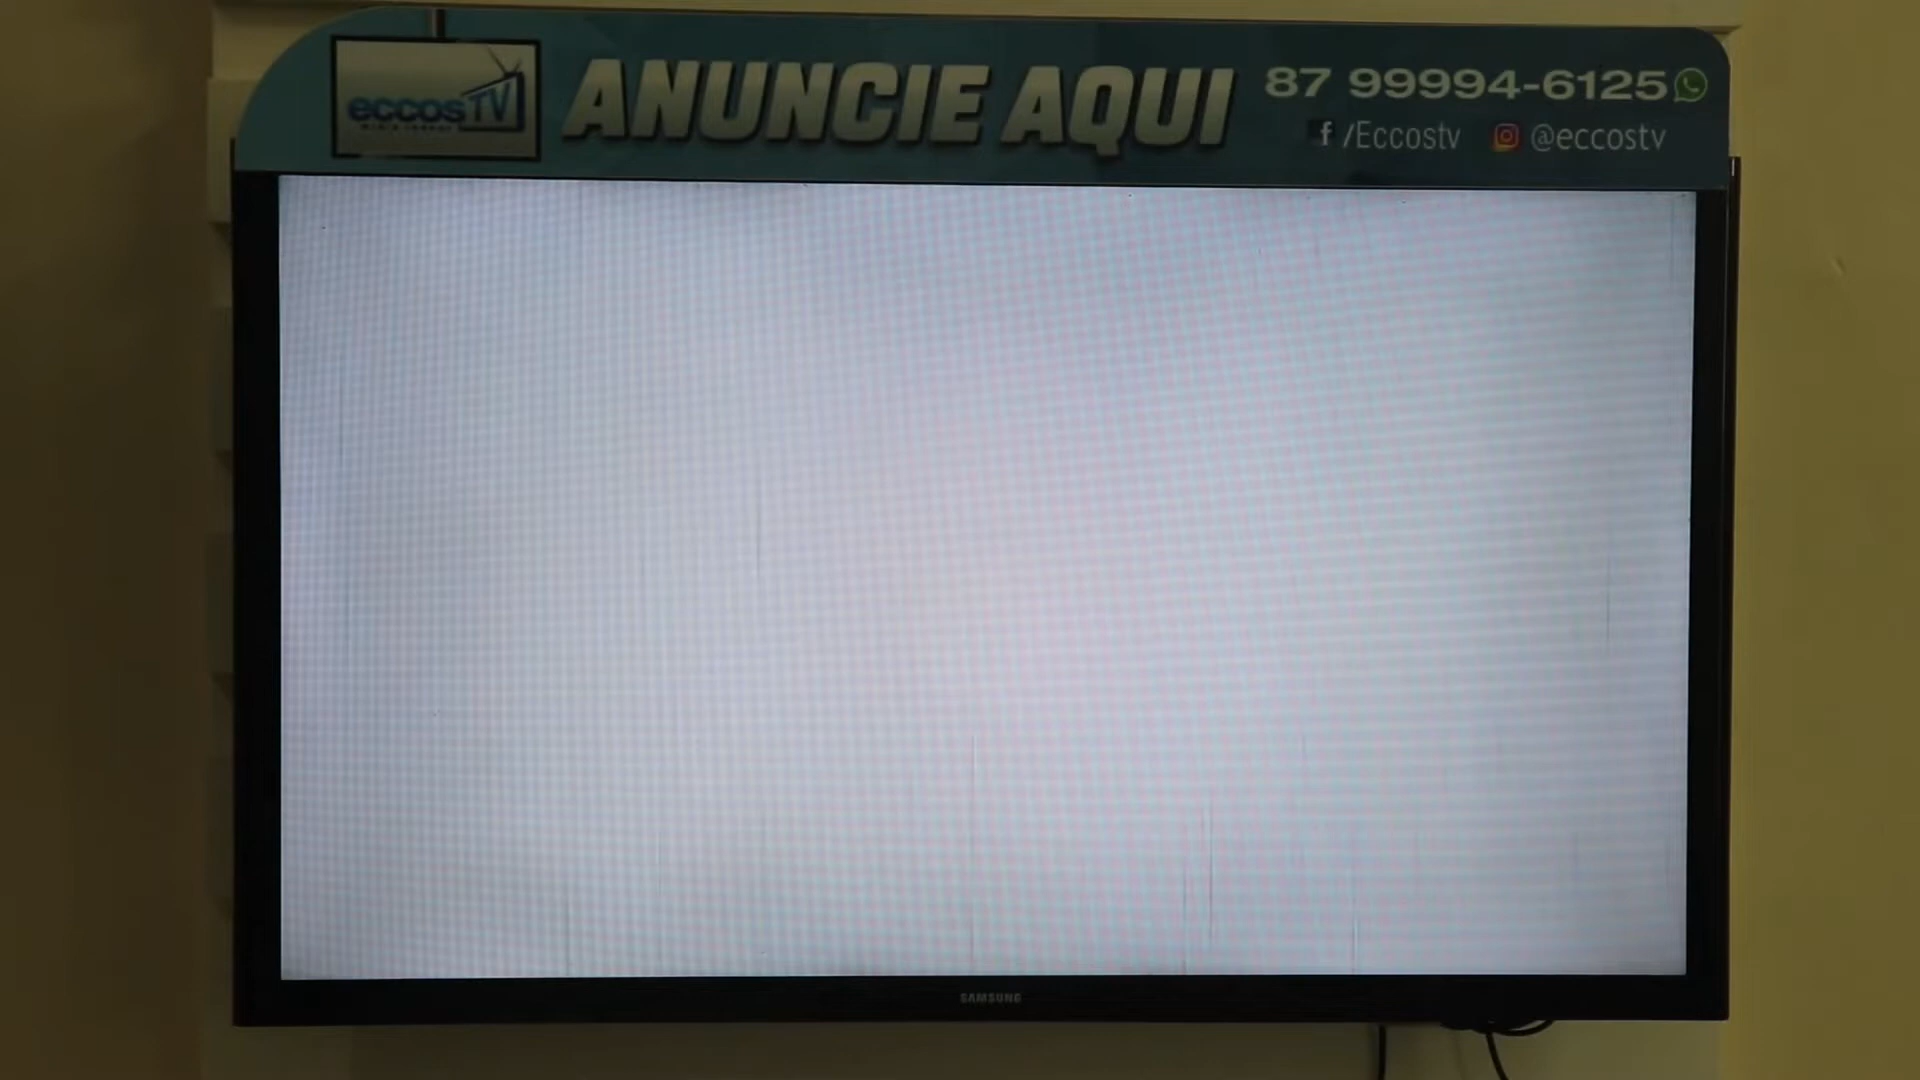 eccosTV
ANUNCIE AQUI
87 99994-6125
/Eccostv @eccostv
SAMSUNG